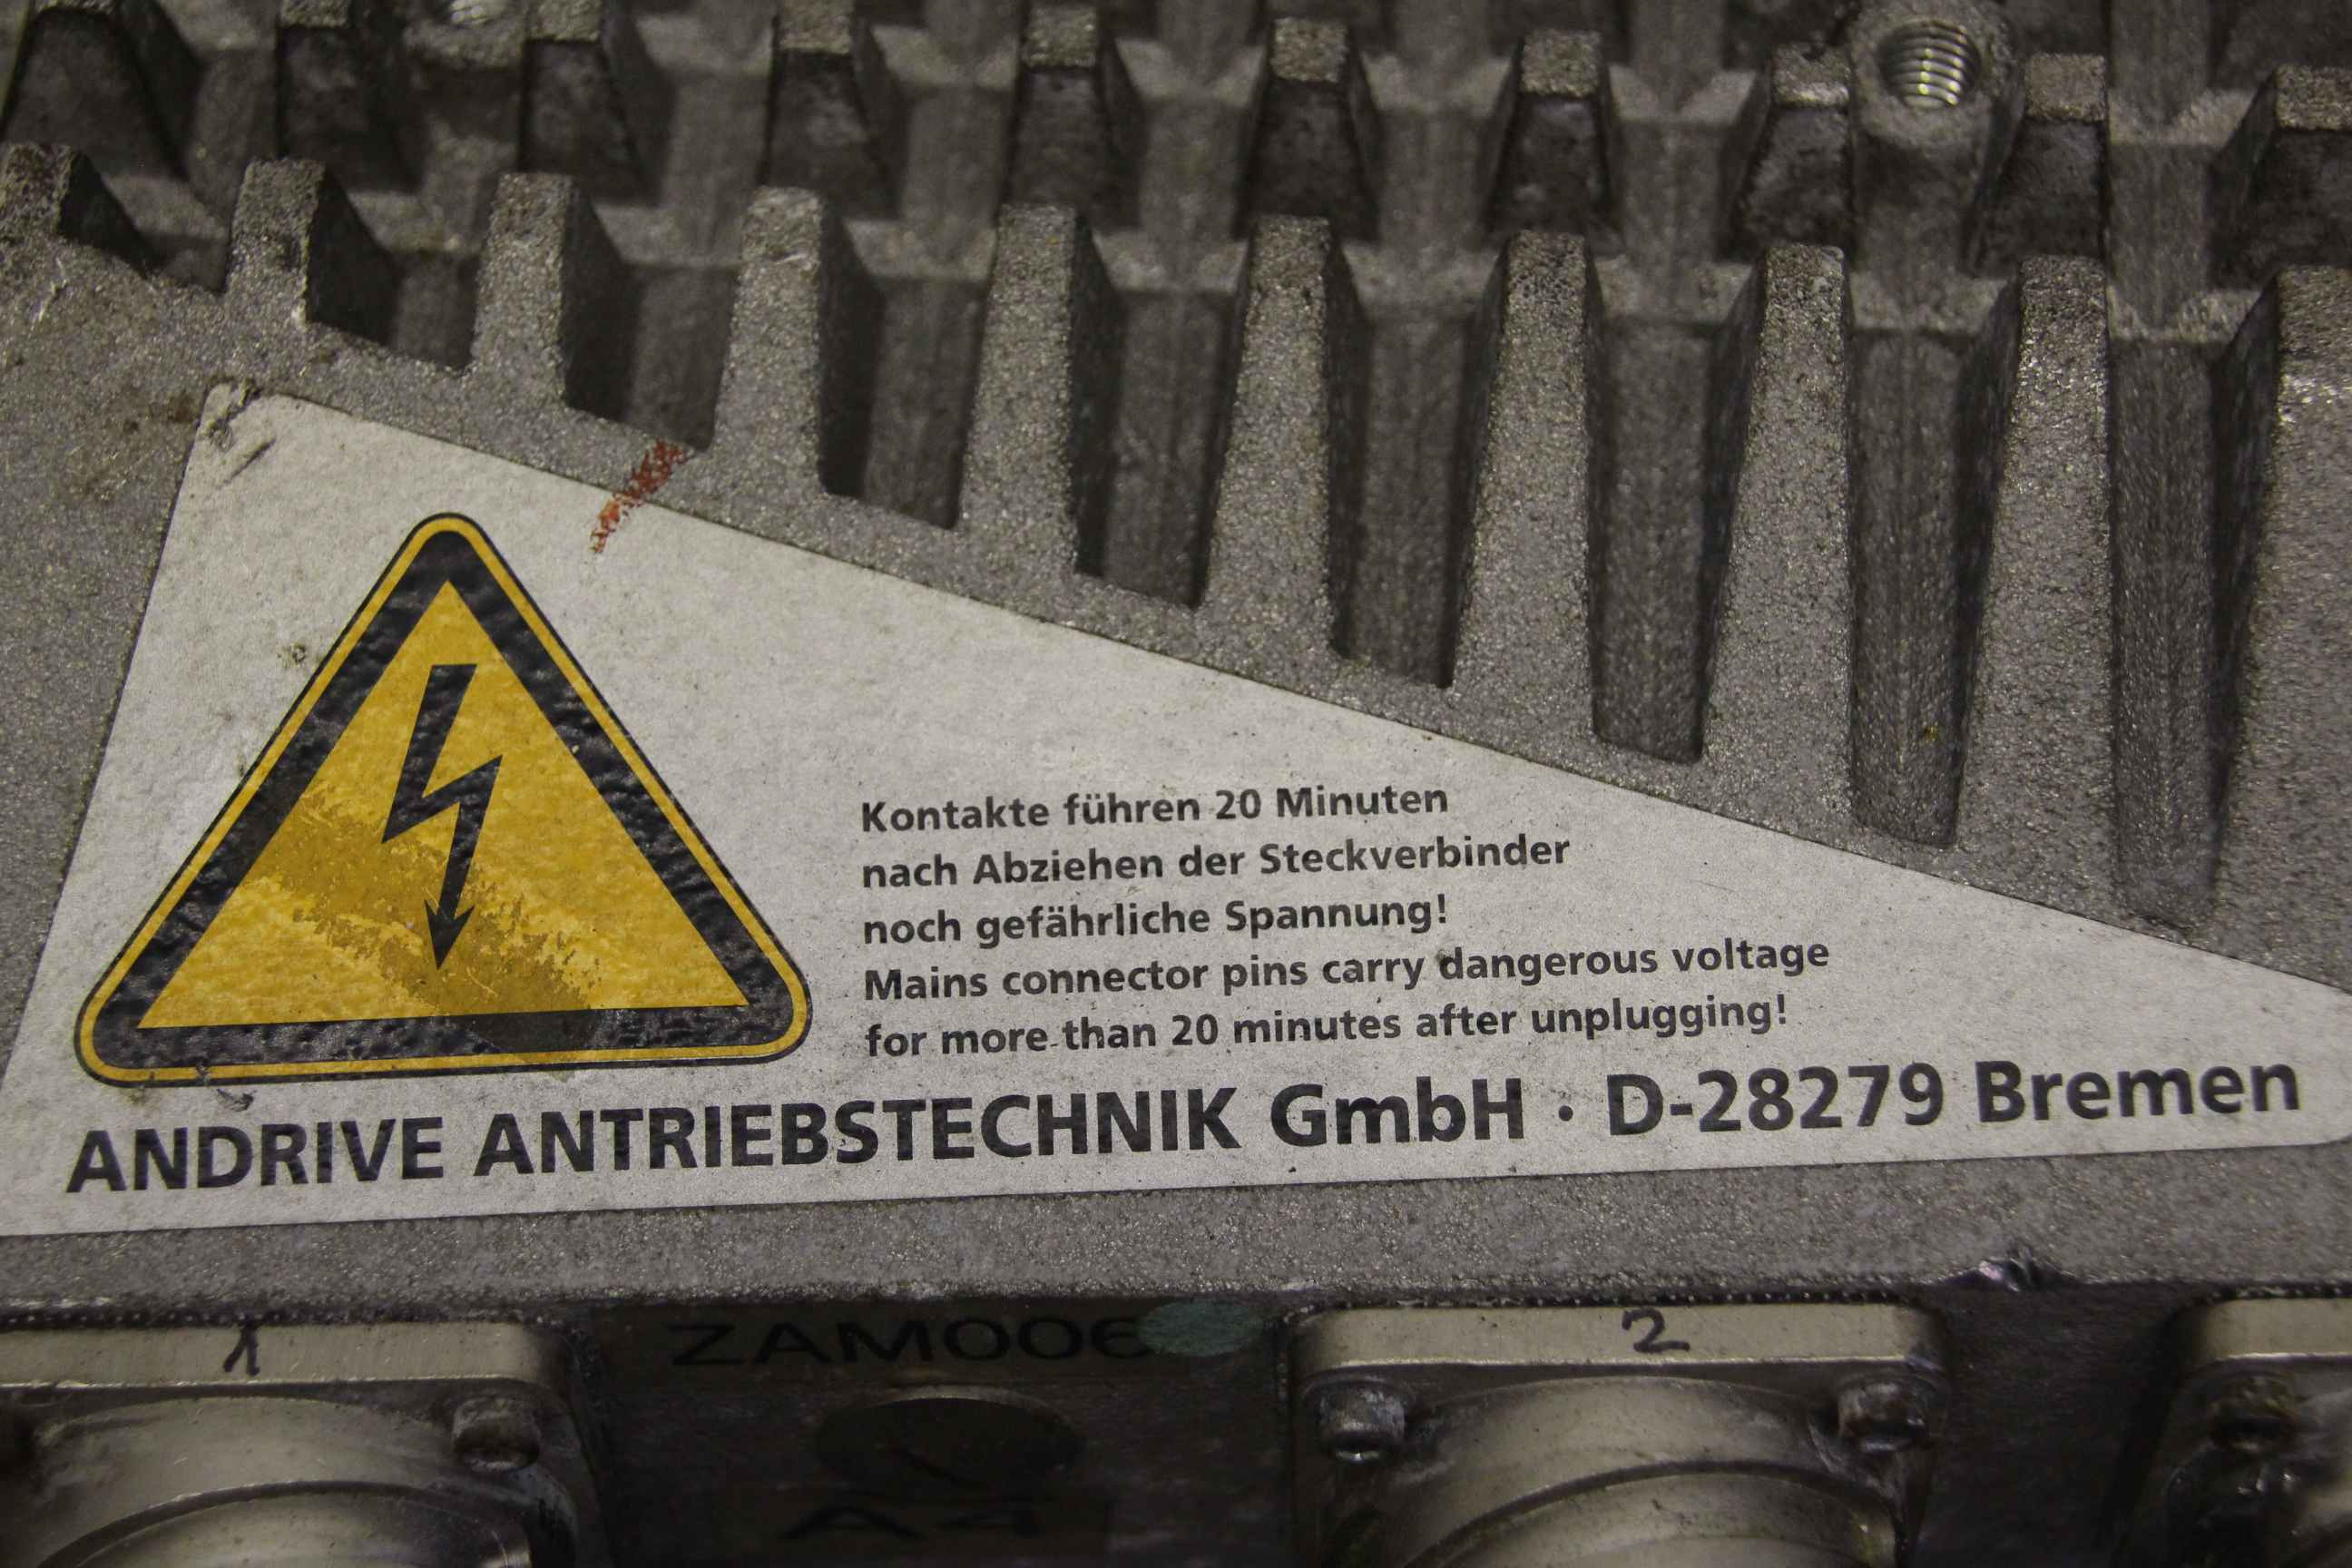 Kontakte führen 20 Minuten
nach Abziehen der Steckverbinder
noch gefährliche Spannung!
Mains connector pins carry dangerous voltage
for more than 20 minutes after unplugging!
ANDRIVE ANTRIEBSTECHNIK GmbH · D-28279 Bremen
1
ZAM006
2